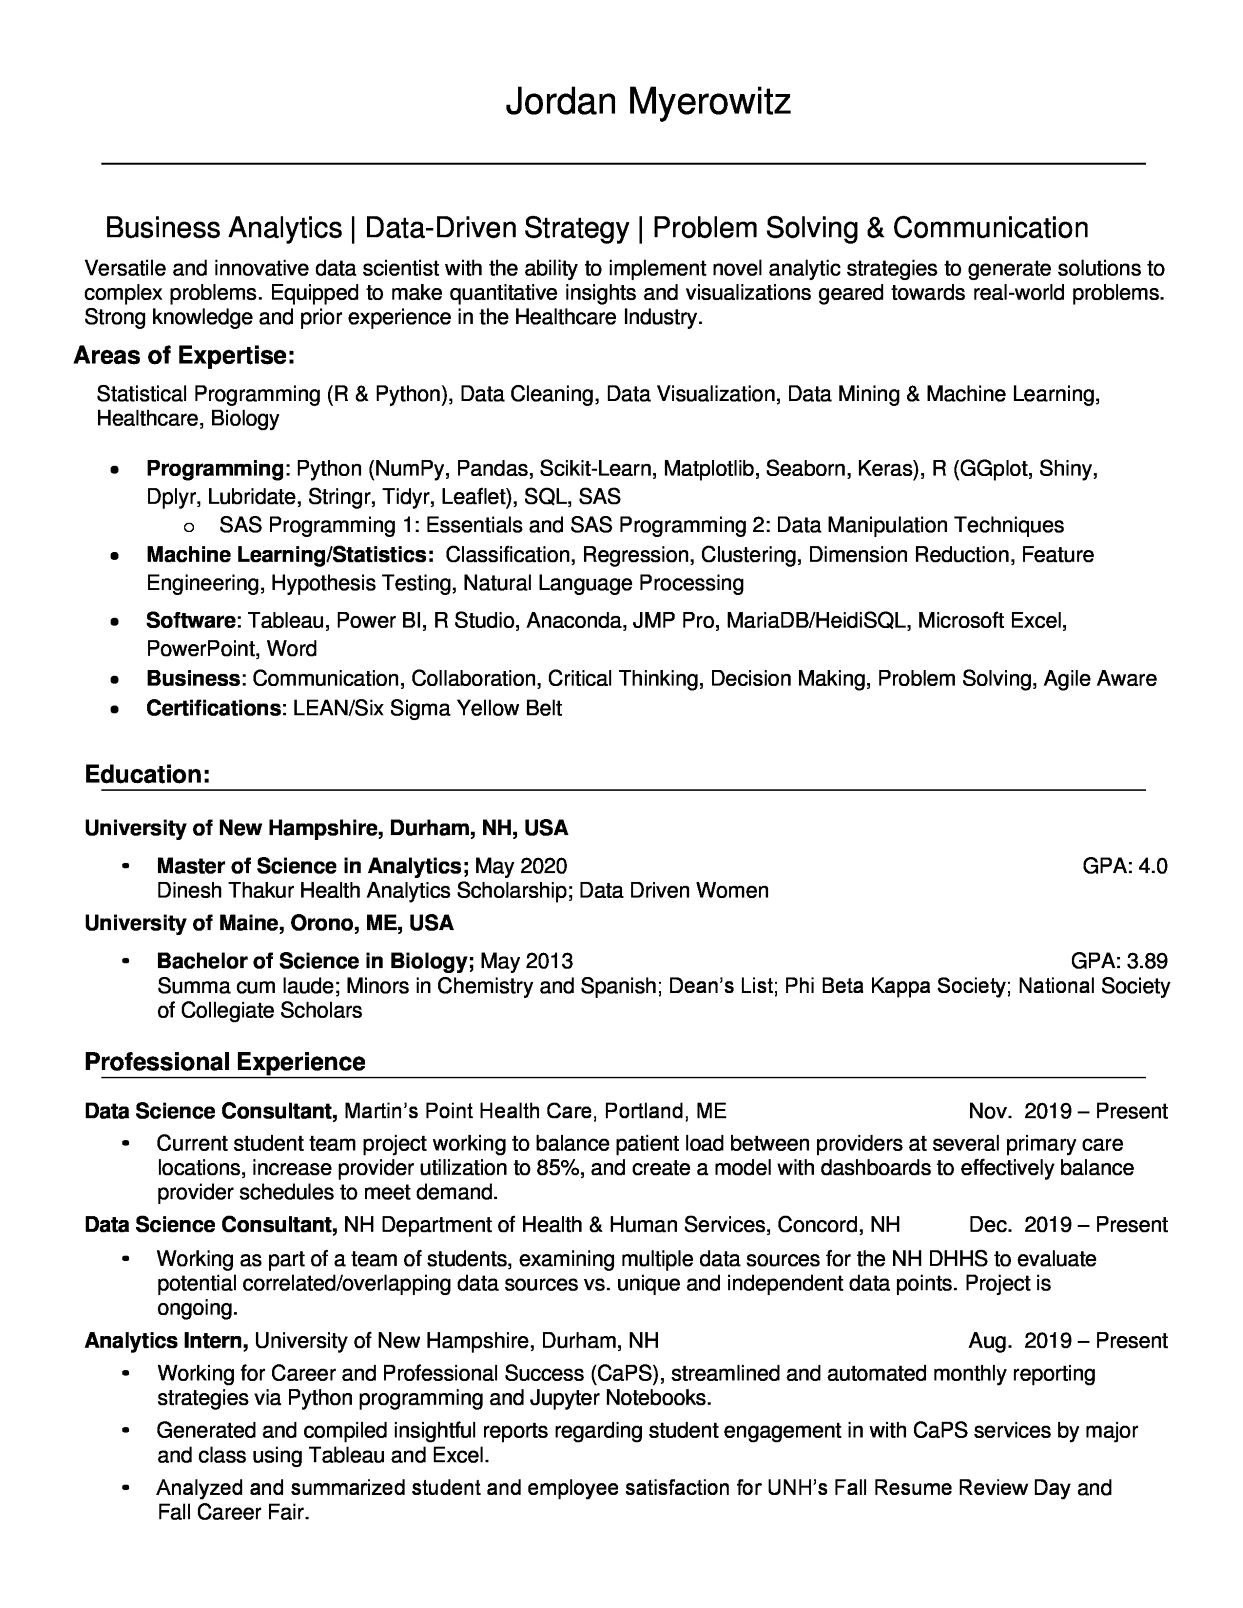 Jordan Myerowitz
Business Analytics | Data-Driven Strategy | Problem Solving & Communication
Versatile and innovative data scientist with the ability to implement novel analytic strategies to generate solutions to
complex problems. Equipped to make quantitative insights and visualizations geared towards real-world problems.
Strong knowledge and prior experience in the Healthcare Industry.
Areas of Expertise:
Statistical Programming (R & Python), Data Cleaning, Data Visualization, Data Mining & Machine Learning,
Healthcare, Biology
• Programming: Python (NumPy, Pandas, Scikit-Learn, Matplotlib, Seaborn, Keras), R (GGplot, Shiny,
Dplyr, Lubridate, Stringr, Tidyr, Leaflet), SQL, SAS
o SAS Programming 1: Essentials and SAS Programming 2: Data Manipulation Techniques
• Machine Learning/Statistics: Classification, Regression, Clustering, Dimension Reduction, Feature
Engineering, Hypothesis Testing, Natural Language Processing
• Software: Tableau, Power BI, R Studio, Anaconda, JMP Pro, MariaDB/HeidiSQL, Microsoft Excel,
PowerPoint, Word
• Business: Communication, Collaboration, Critical Thinking, Decision Making, Problem Solving, Agile Aware
• Certifications: LEAN/Six Sigma Yellow Belt
Education:
University of New Hampshire, Durham, NH, USA
• Master of Science in Analytics; May 2020 GPA: 4.0
Dinesh Thakur Health Analytics Scholarship; Data Driven Women
University of Maine, Orono, ME, USA
• Bachelor of Science in Biology; May 2013 GPA: 3.89
Summa cum laude; Minors in Chemistry and Spanish; Dean's List; Phi Beta Kappa Society; National Society
of Collegiate Scholars
Professional Experience
Data Science Consultant, Martin's Point Health Care, Portland, ME Nov. 2019 – Present
• Current student team project working to balance patient load between providers at several primary care
locations, increase provider utilization to 85%, and create a model with dashboards to effectively balance
provider schedules to meet demand.
Data Science Consultant, NH Department of Health & Human Services, Concord, NH Dec. 2019 – Present
• Working as part of a team of students, examining multiple data sources for the NH DHHS to evaluate
potential correlated/overlapping data sources vs. unique and independent data points. Project is
ongoing.
Analytics Intern, University of New Hampshire, Durham, NH Aug. 2019 – Present
• Working for Career and Professional Success (CaPS), streamlined and automated monthly reporting
strategies via Python programming and Jupyter Notebooks.
• Generated and compiled insightful reports regarding student engagement in with CaPS services by major
and class using Tableau and Excel.
• Analyzed and summarized student and employee satisfaction for UNH's Fall Resume Review Day and
Fall Career Fair.